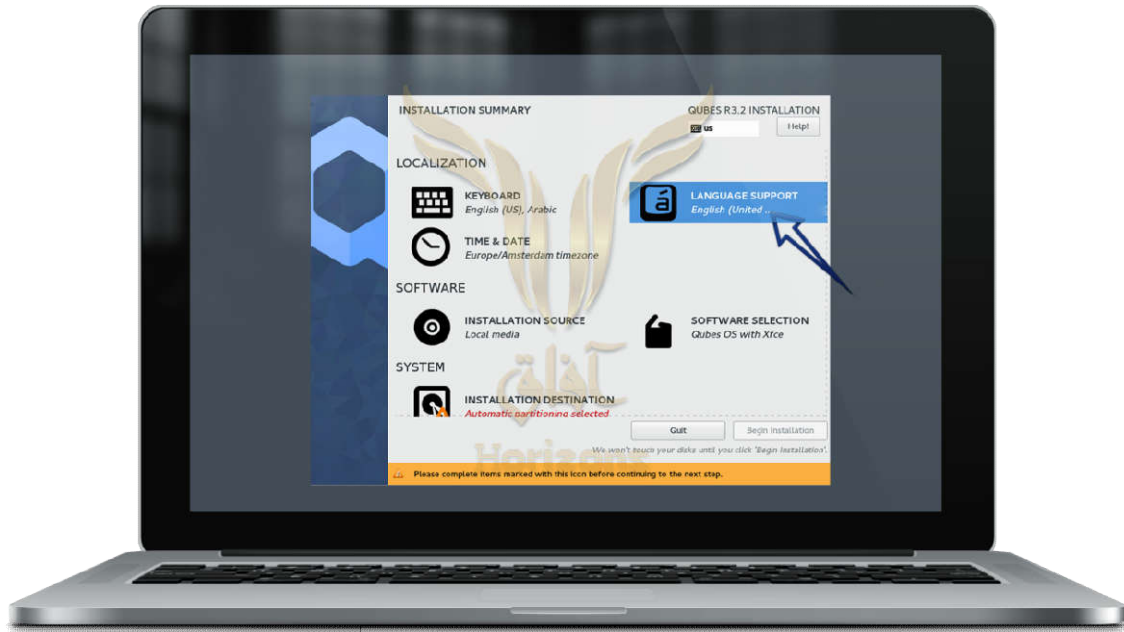 INSTALLATION SUMMARY
QUBES R3.2 INSTALLATION
us
Help!
LOCALIZATION
KEYBOARD
English (US), Arabic
LANGUAGE SUPPORT
English (United ..
TIME & DATE
Europe/Amsterdam timezone
SOFTWARE
INSTALLATION SOURCE
Local media
SOFTWARE SELECTION
Qubes OS with Xfce
SYSTEM
آفاق
INSTALLATION DESTINATION
Automatic partitioning selected
Quit
Begin Installation
Horizons
We won't touch your disks until you click 'Begin Installation'.
Please complete items marked with this icon before continuing to the next step.